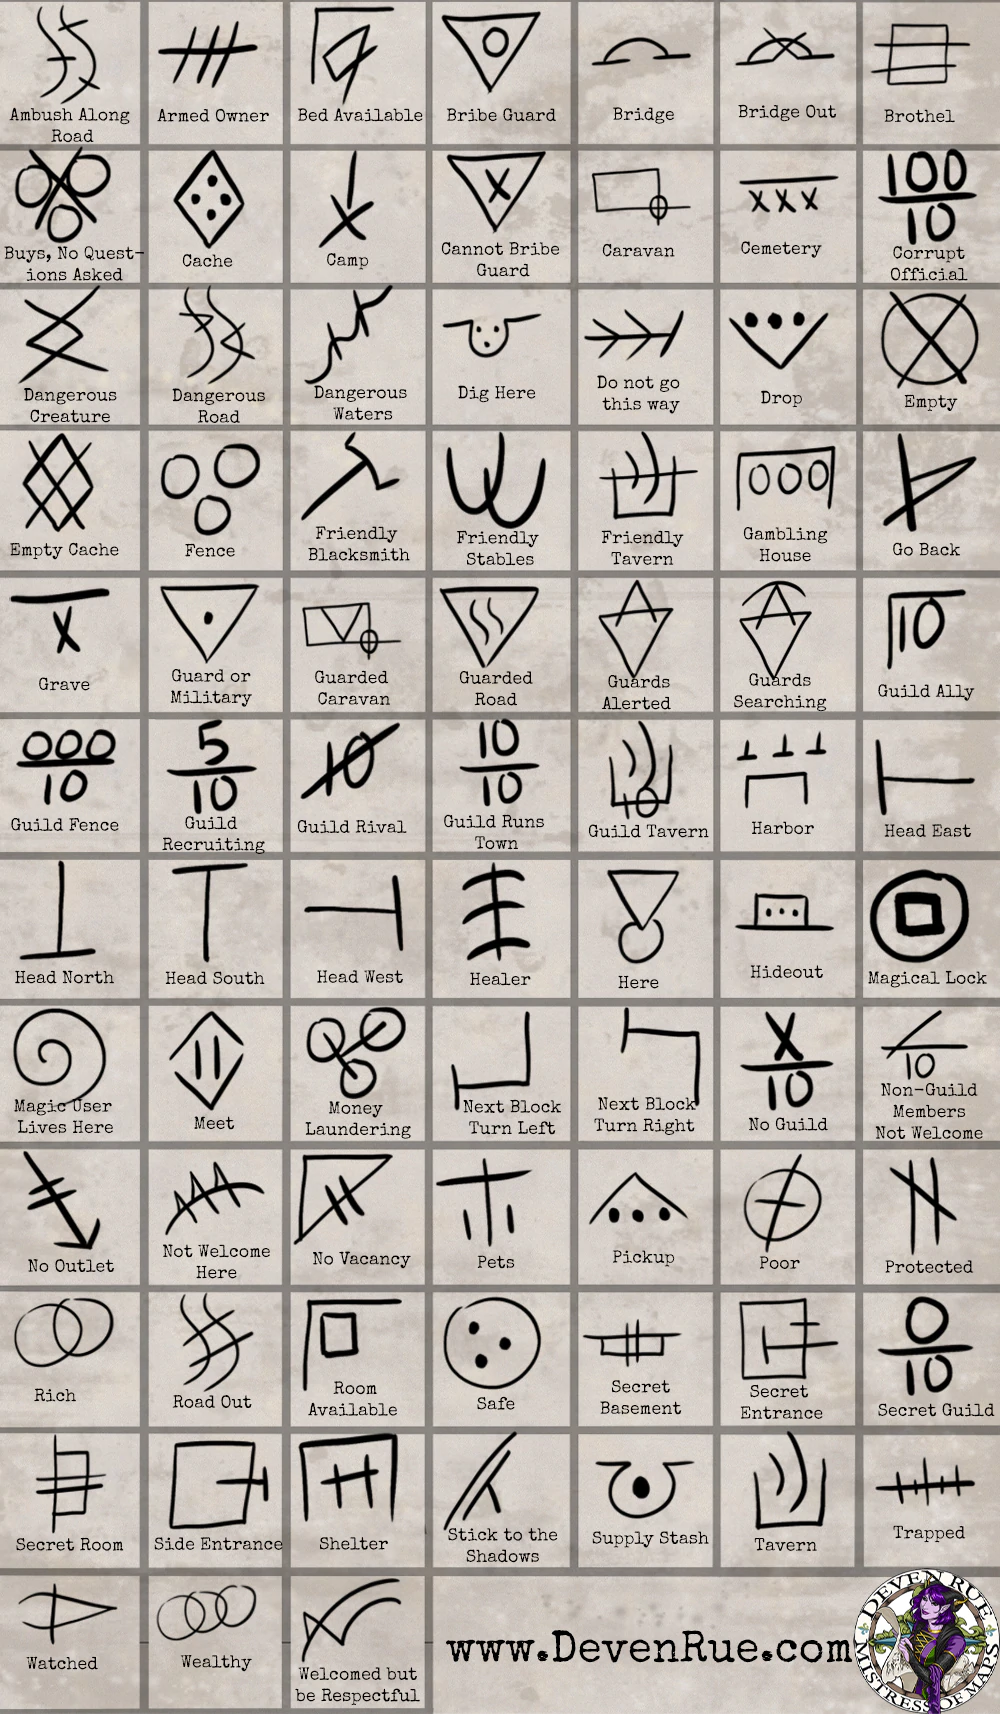 Ambush Along
Road
Armed Owner
Bed Available
Bribe Guard
Bridge
Bridge Out
Brothel
Buys, No Quest-
ions Asked
Cache
Camp
Cannot Bribe
Guard
Caravan
Cemetery
100
10
Corrupt
Official
Dangerous
Creature
Dangerous
Road
Dangerous
Waters
Dig Here
Do not go
this way
Drop
Empty
Empty Cache
Fence
Friendly
Blacksmith
Friendly
Stables
Friendly
Tavern
Gambling
House
Go Back
Grave
Guard or
Military
Guarded
Caravan
Guarded
Road
Guards
Alerted
Guards
Searching
10
Guild Ally
000
10
Guild Fence
5
10
Guild
Recruiting
10
Guild Rival
10
10
Guild Runs
Town
Guild Tavern
Harbor
Head East
Head North
Head South
Head West
Healer
Here
Hideout
Magical Lock
Magic User
Lives Here
Meet
Money
Laundering
Next Block
Turn Left
Next Block
Turn Right
X
10
No Guild
10
Non-Guild
Members
Not Welcome
No Outlet
Not Welcome
Here
No Vacancy
Pets
Pickup
Poor
Protected
Rich
Road Out
Room
Available
Safe
Secret
Basement
Secret
Entrance
0
10
Secret Guild
Secret Room
Side Entrance
Shelter
Stick to the
Shadows
Supply Stash
Tavern
Trapped
Watched
Wealthy
Welcomed but
be Respectful
www.DevenRue.com
DEVEN RUE
MISTRESS OF MAPS